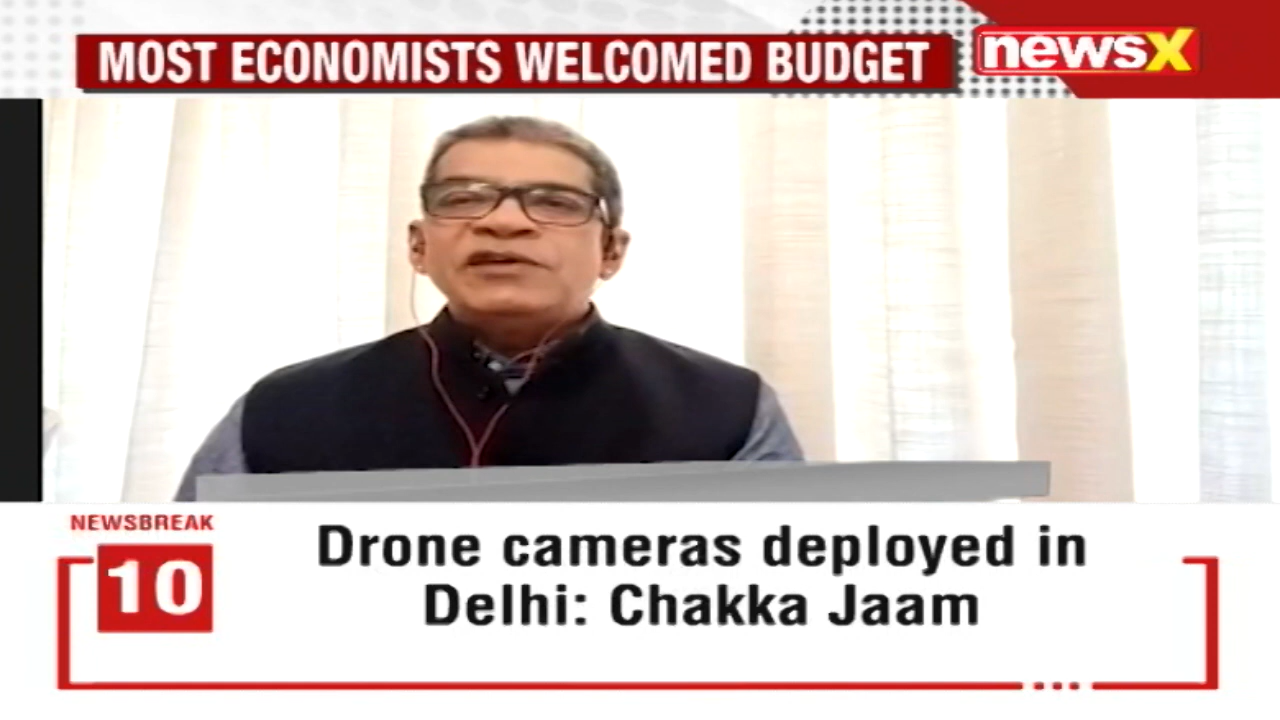 MOST ECONOMISTS WELCOMED BUDGET
newsX
NEWSBREAK
10
Drone cameras deployed in
Delhi: Chakka Jaam